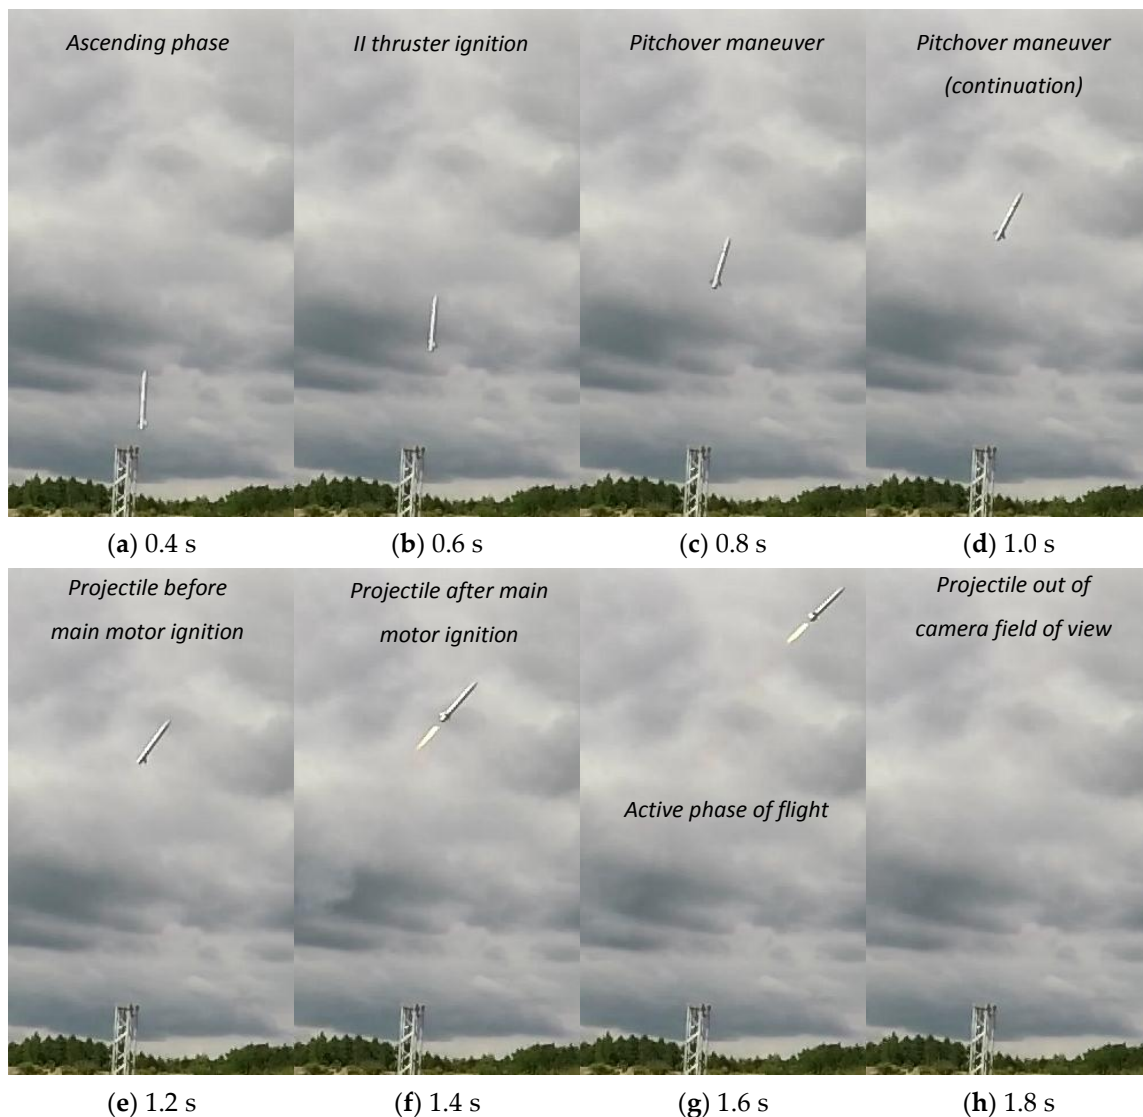 Ascending phase
II thruster ignition
Pitchover maneuver
Pitchover maneuver
(continuation)
(a) 0.4 s
(b) 0.6 s
(c) 0.8 s
(d) 1.0 s
Projectile before
main motor ignition
Projectile after main
motor ignition
Active phase of flight
Projectile out of
camera field of view
(e) 1.2 s
(f) 1.4 s
(g) 1.6 s
(h) 1.8 s